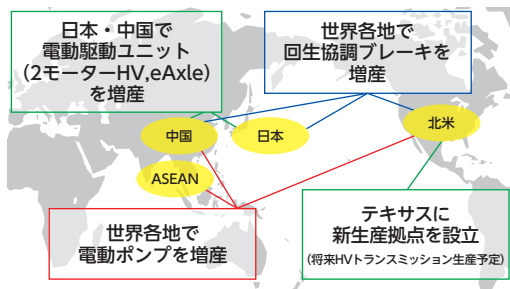 日本・中国で
電動駆動ユニット
（2モーターHV,eAxle）
を増産
世界各地で
回生協調ブレーキを
増産
中国
日本
北米
ASEAN
世界各地で
電動ポンプを増産
テキサスに
新生産拠点を設立
（将来HVトランスミッション生産予定）